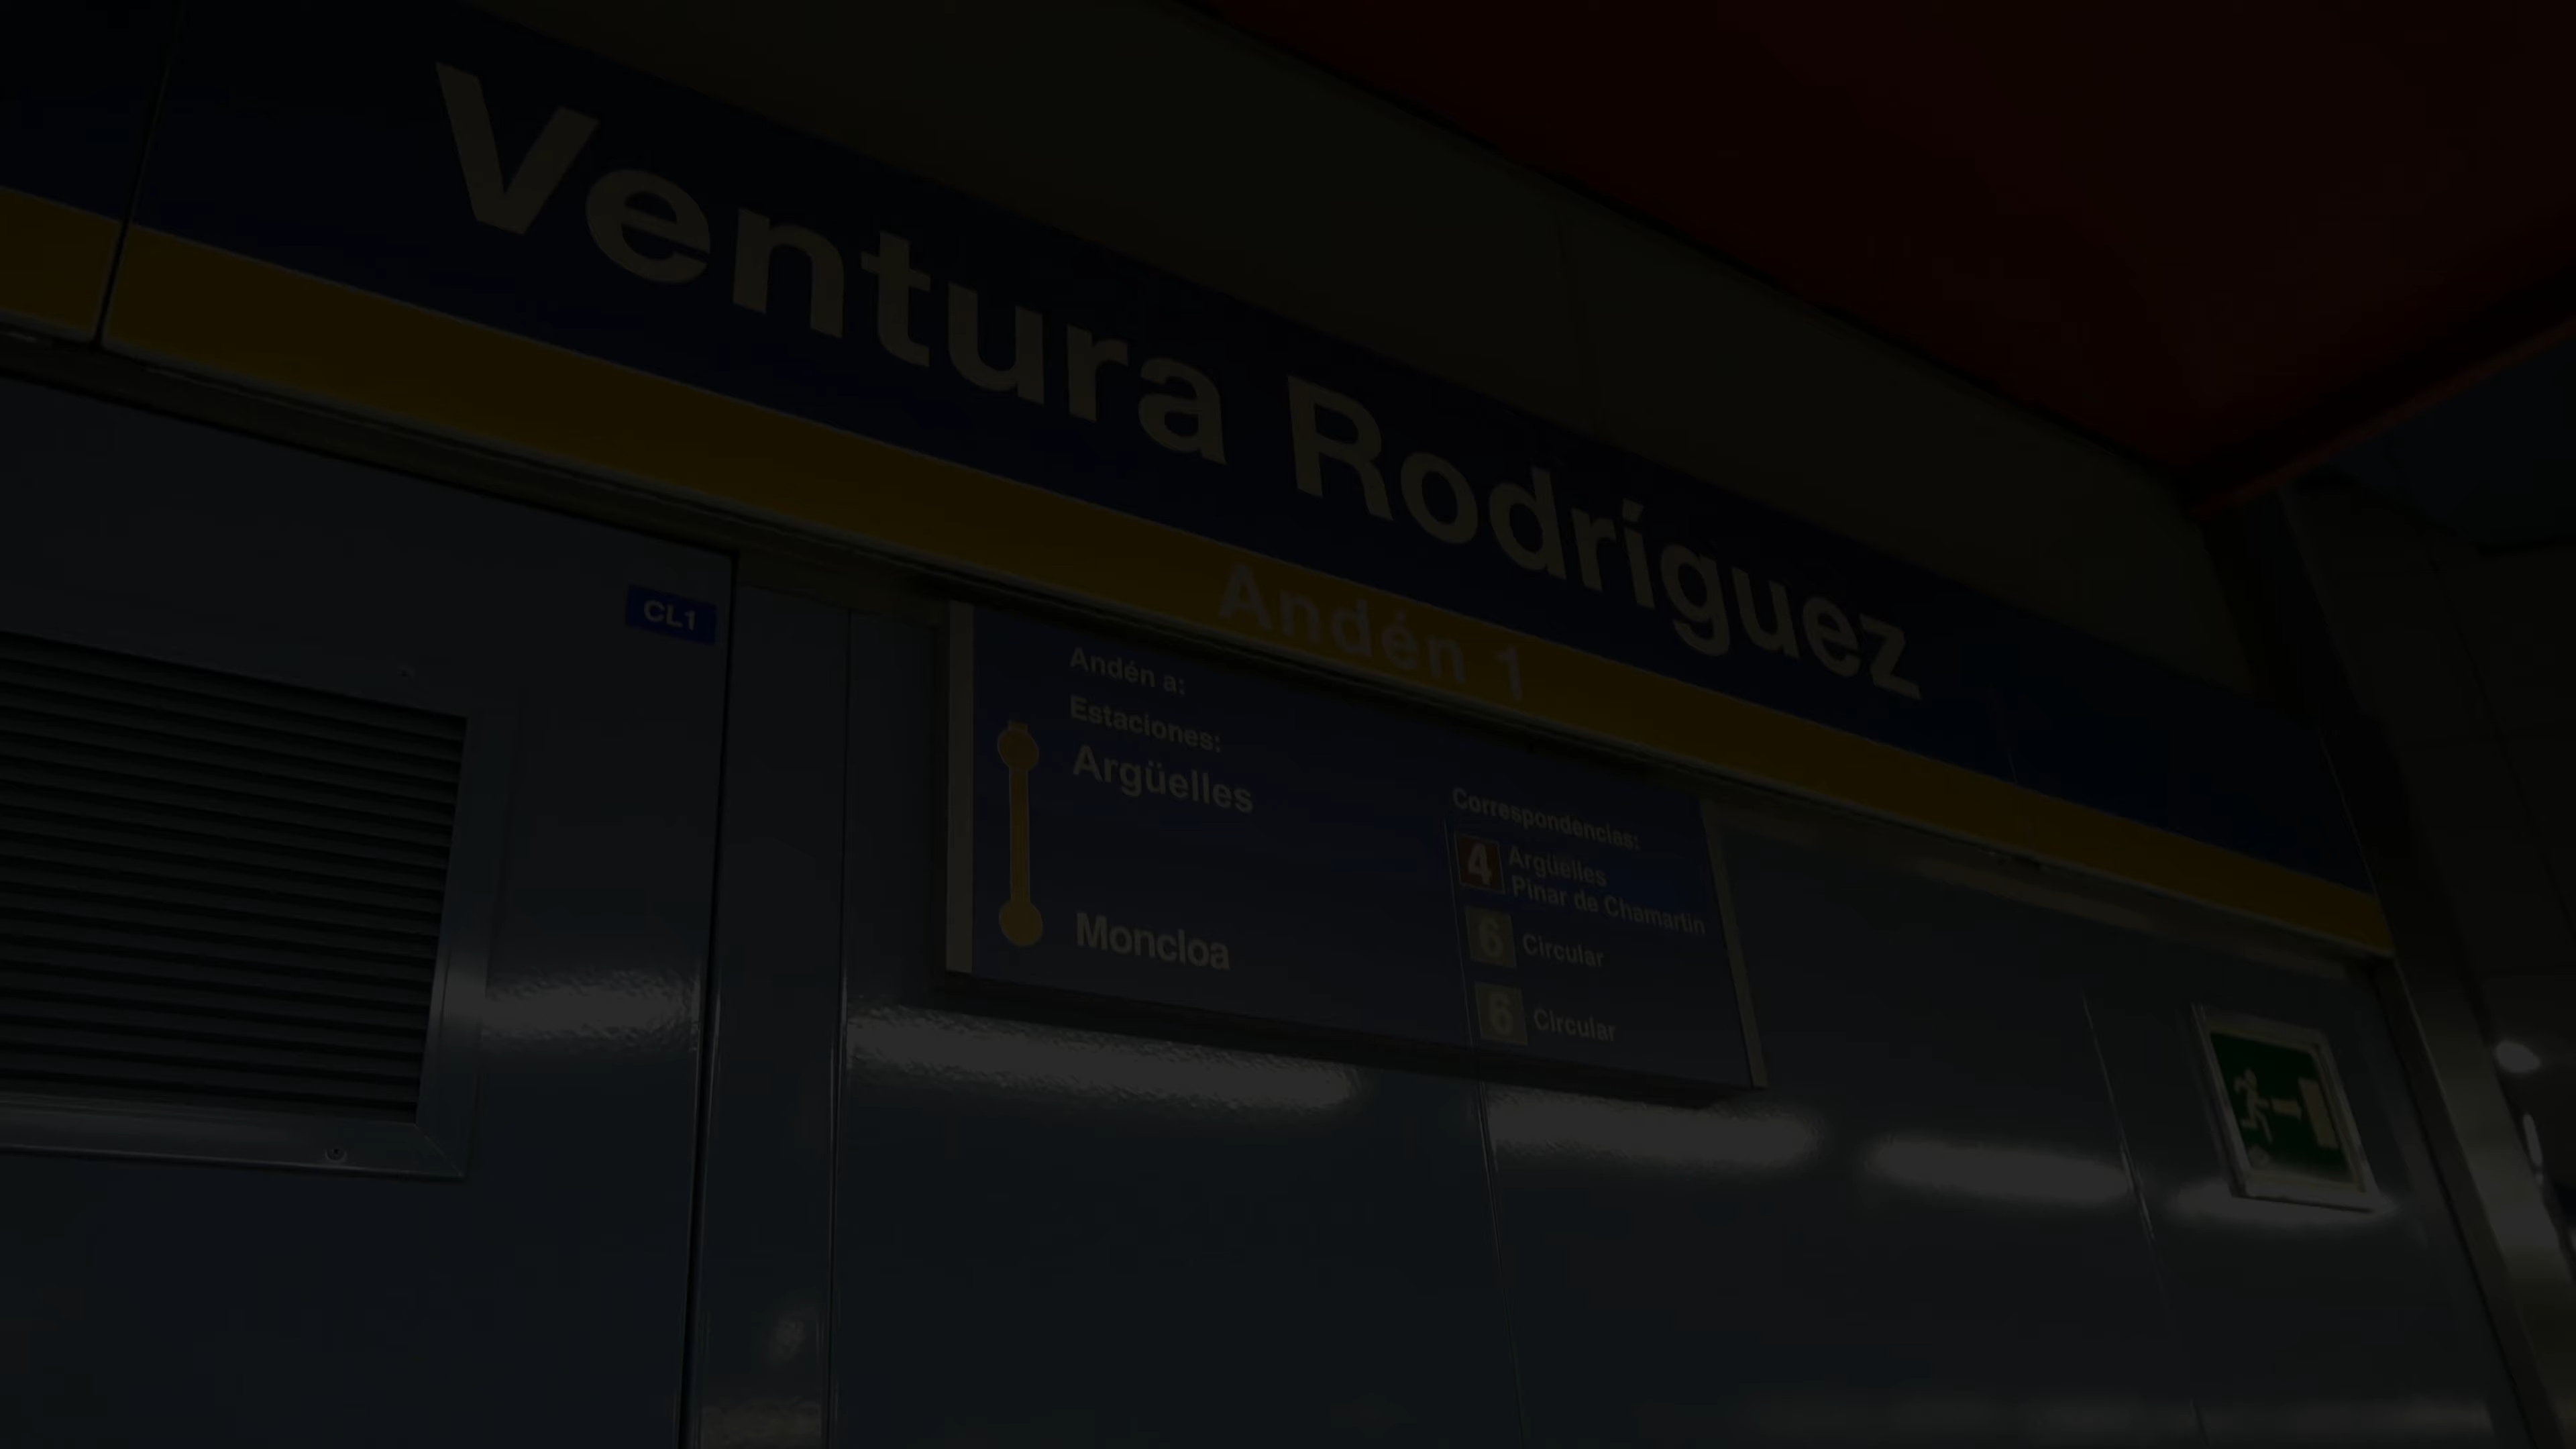 Ventura Rodríguez
Andén 1
CL1
Andén a:
Estaciones:
Argüelles
Moncloa
Correspondencias:
4 Argüelles
Pinar de Chamartín
6 Circular
6 Circular